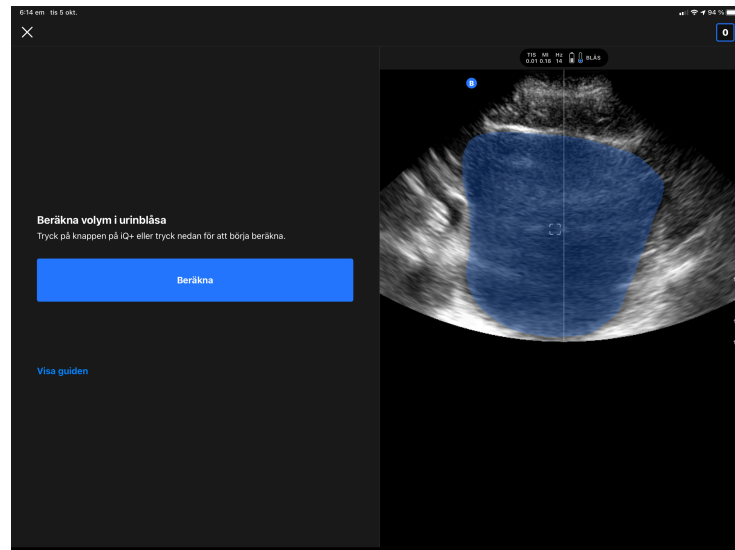 6:14 em tis 5 okt.
94 %
0
TIS MI Hz
0.01 0.18 14
BLÅS
B
Beräkna volym i urinblåsa
Tryck på knappen på iQ+ eller tryck nedan för att börja beräkna.
Beräkna
Visa guiden